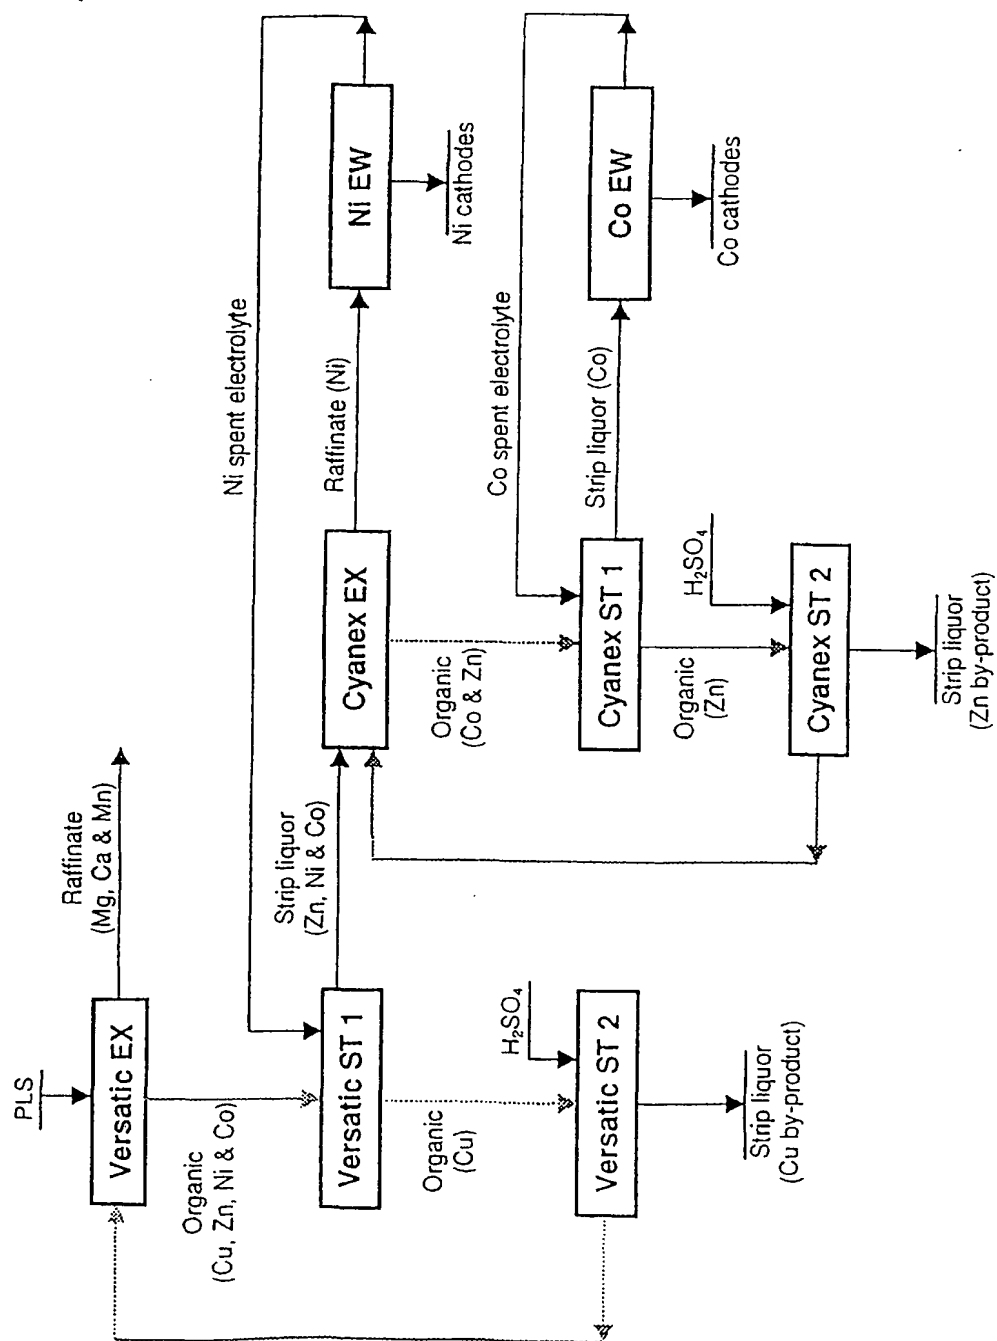 PLS
Versatic EX
Raffinate
(Mg, Ca & Mn)
Organic
(Cu, Zn, Ni & Co)
Versatic ST 1
Strip liquor
(Zn, Ni & Co)
Organic
(Cu)
H₂SO₄
Versatic ST 2
Strip liquor
(Cu by-product)
Ni spent electrolyte
Cyanex EX
Raffinate (Ni)
Ni EW
Ni cathodes
Organic
(Co & Zn)
Co spent electrolyte
Cyanex ST 1
Strip liquor (Co)
Co EW
Co cathodes
Organic
(Zn)
H₂SO₄
Cyanex ST 2
Strip liquor
(Zn by-product)